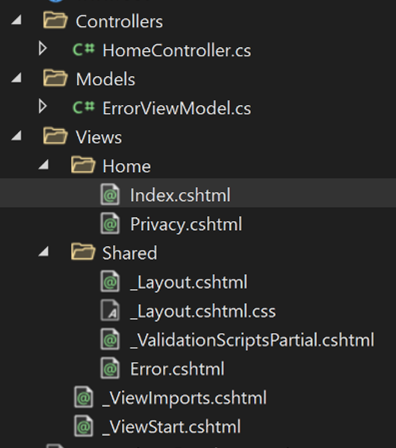 Controllers
C# HomeController.cs
Models
C# ErrorViewModel.cs
Views
Home
@ Index.cshtml
@ Privacy.cshtml
Shared
@ _Layout.cshtml
A _Layout.cshtml.css
@ _ValidationScriptsPartial.cshtml
@ Error.cshtml
@ _ViewImports.cshtml
@ _ViewStart.cshtml